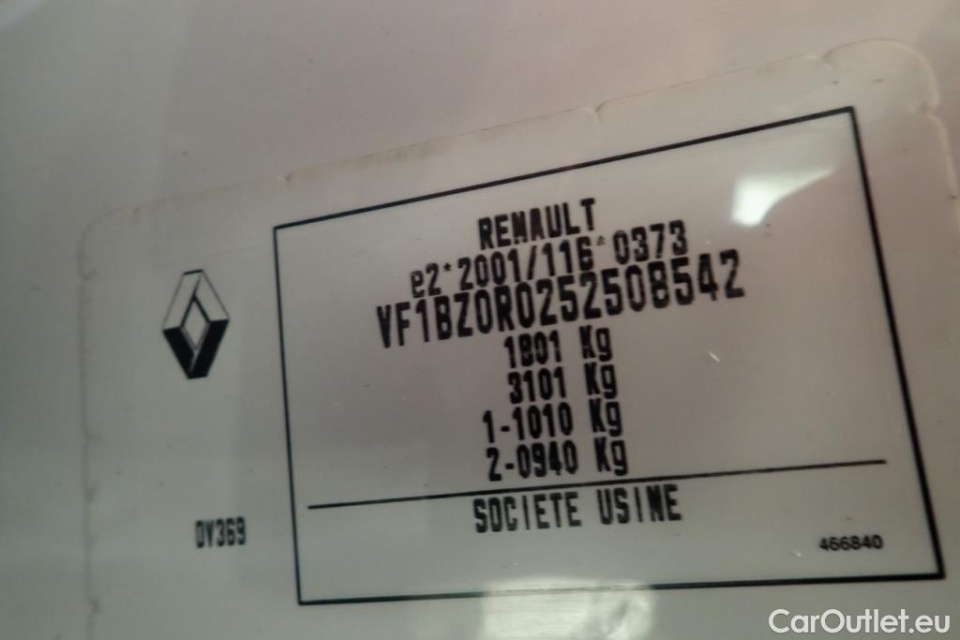 RENAULT
e2*2001/116*0373
VF1BZ0R0252508542
1801 Kg
3101 Kg
1-1010 Kg
2-0940 Kg
SOCIETE USINE
DV369
466840
CarOutlet.eu